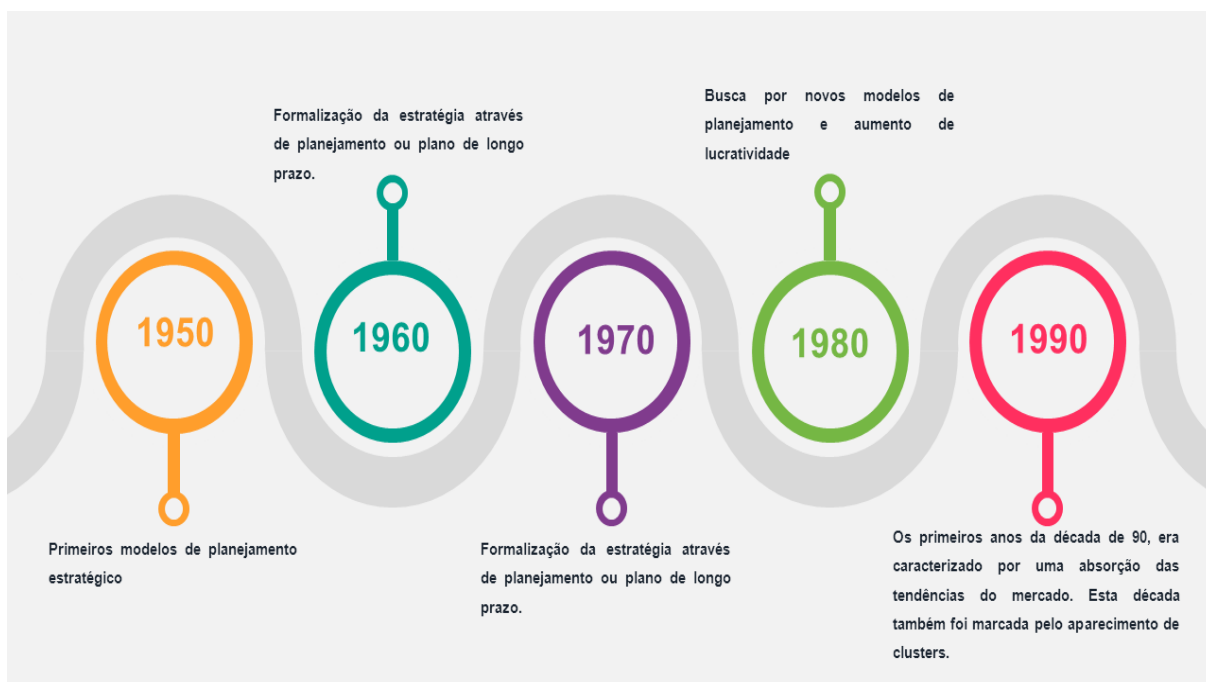 1950
Primeiros modelos de planejamento
estratégico
Formalização da estratégia através
de planejamento ou plano de longo
prazo.
1960
1970
Formalização da estratégia através
de planejamento ou plano de longo
prazo.
Busca por novos modelos de
planejamento e aumento de
lucratividade
1980
1990
Os primeiros anos da década de 90, era
caracterizado por uma absorção das
tendências do mercado. Esta década
também foi marcada pelo aparecimento de
clusters.